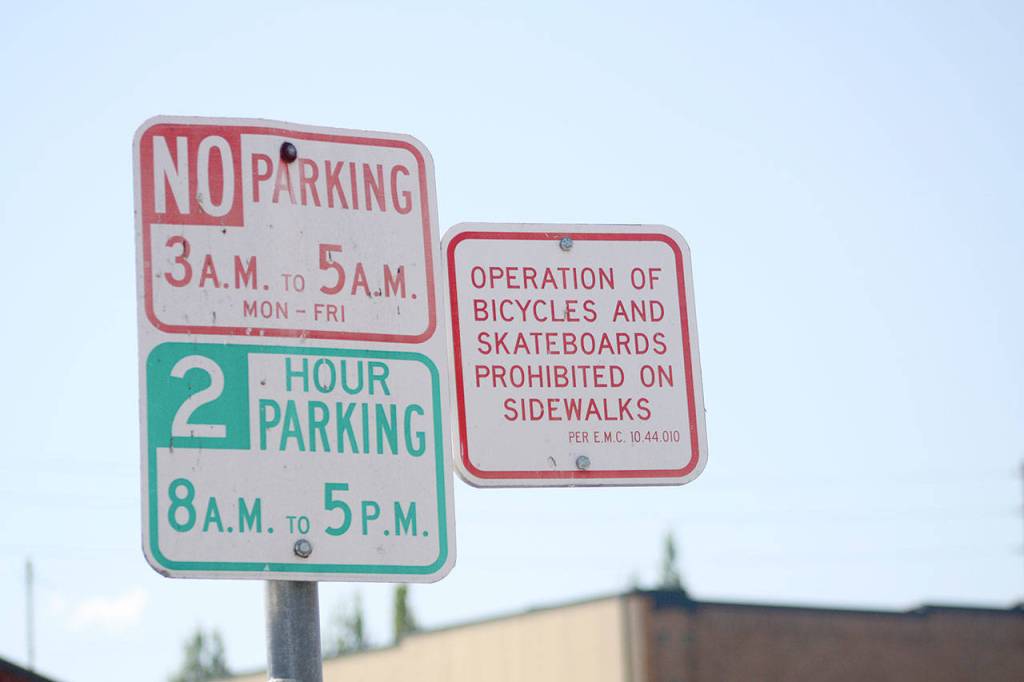 NO PARKING
3 A.M. TO 5 A.M.
MON - FRI
2 HOUR
PARKING
8 A.M. TO 5 P.M.
OPERATION OF
BICYCLES AND
SKATEBOARDS
PROHIBITED ON
SIDEWALKS
PER E.M.C. 10.44.010